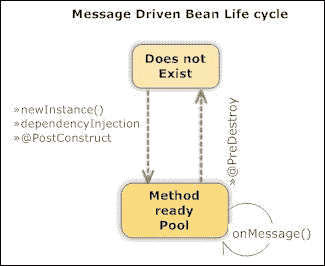 Message Driven Bean Life cycle
Does not
Exist
»newInstance()
»dependencyInjection
»@PostConstruct
»@PreDestroy
Method
ready
Pool
onMessage()